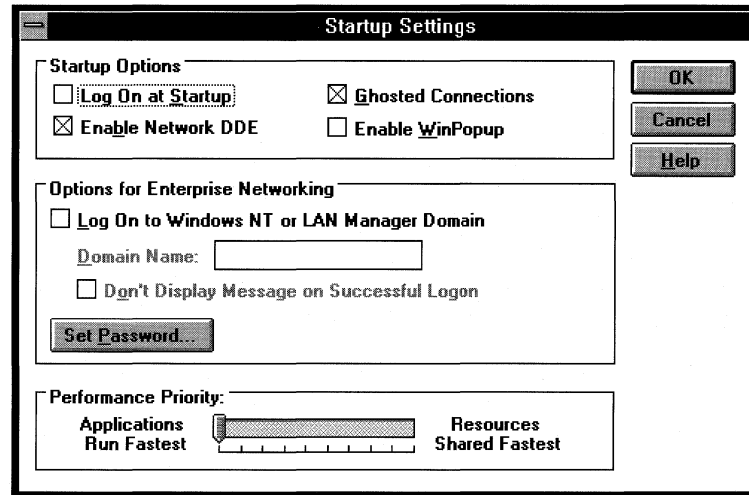 Startup Settings
Startup Options
Log On at Startup
Ghosted Connections
Enable Network DDE
Enable WinPopup
OK
Cancel
Help
Options for Enterprise Networking
Log On to Windows NT or LAN Manager Domain
Domain Name:
Don't Display Message on Successful Logon
Set Password...
Performance Priority:
Applications
Run Fastest
Resources
Shared Fastest